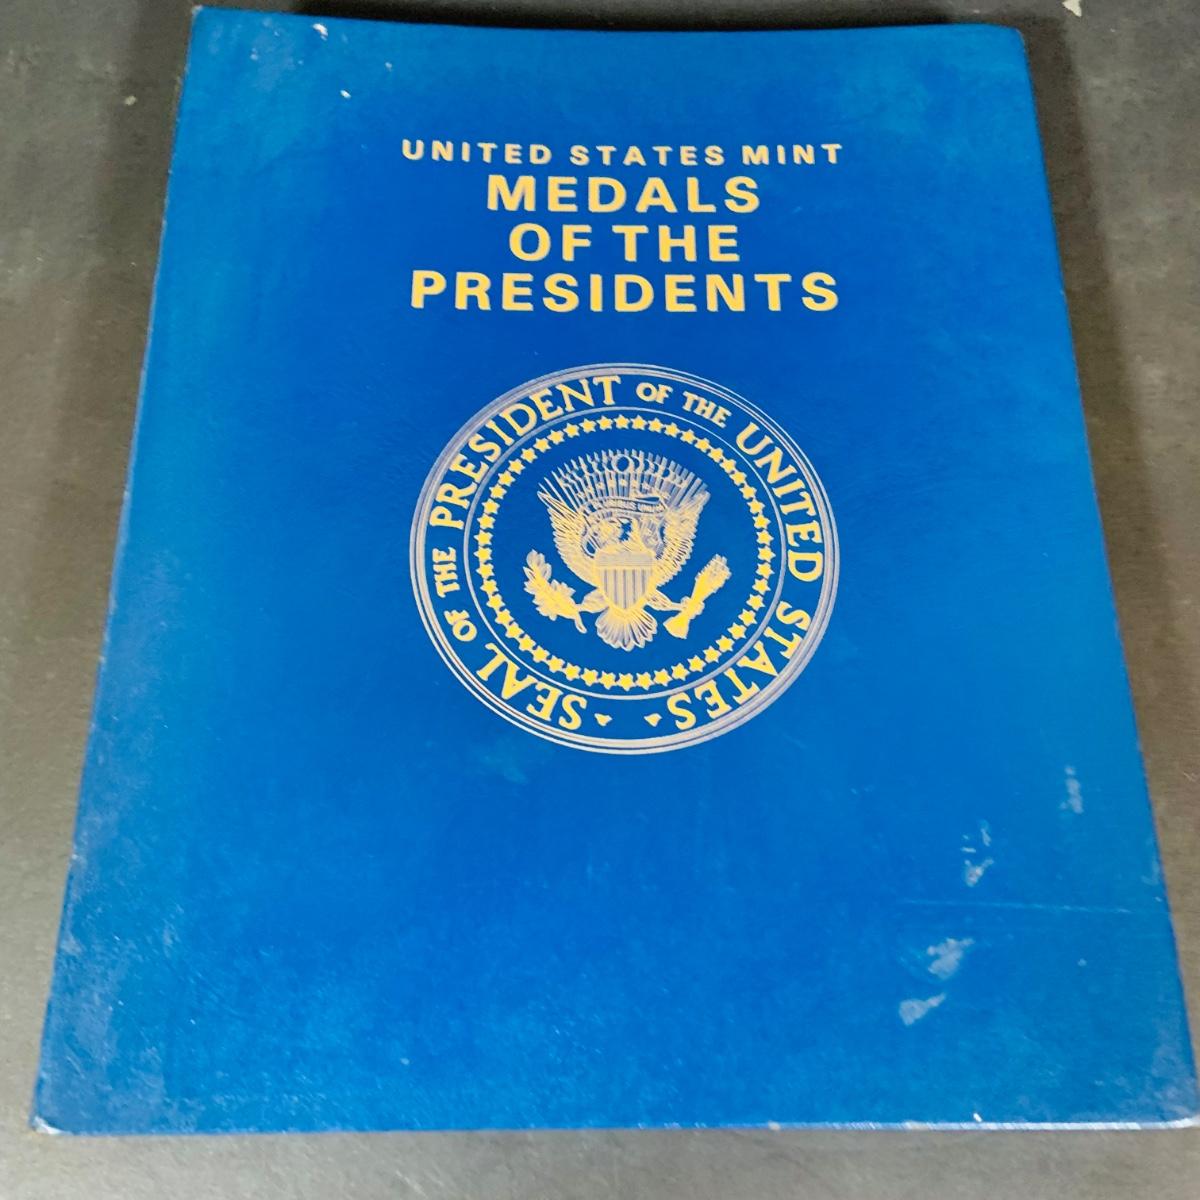 UNITED STATES MINT
MEDALS
OF THE
PRESIDENTS
SEAL OF THE PRESIDENT OF THE UNITED STATES